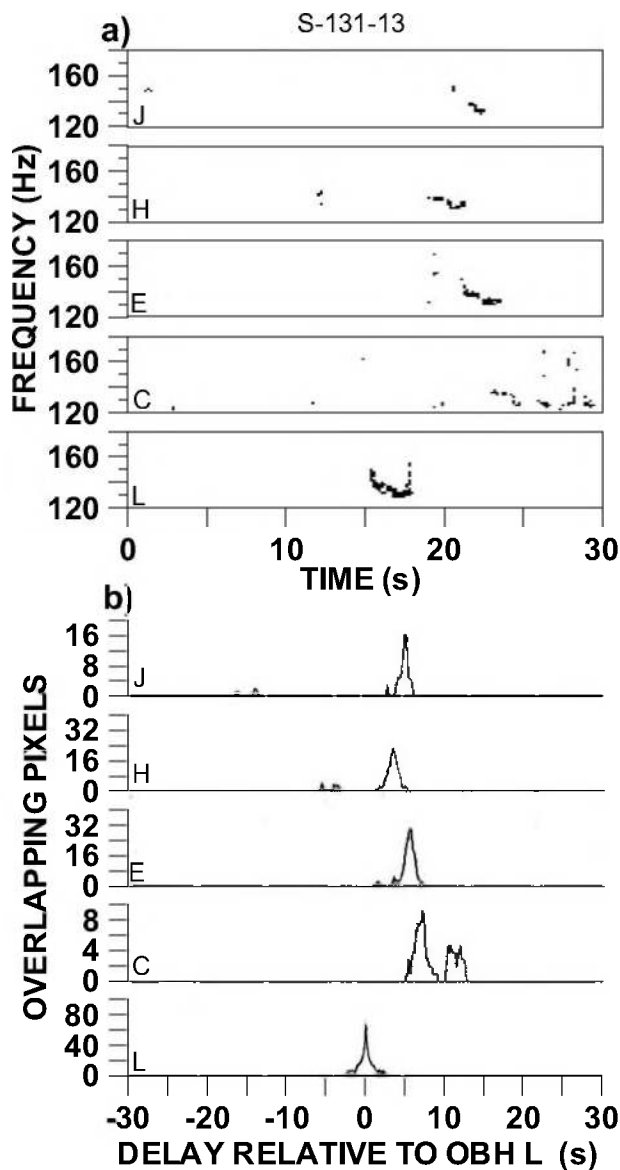 a) S-131-13
160
120
J
160
120
H
160
120
E
160
120
C
160
120
L
FREQUENCY (Hz)
0 10 20 30
TIME (s)
b)
16
8
0
J
32
16
0
H
32
16
0
E
8
4
0
C
80
40
0
L
OVERLAPPING PIXELS
-30 -20 -10 0 10 20 30
DELAY RELATIVE TO OBH L (s)